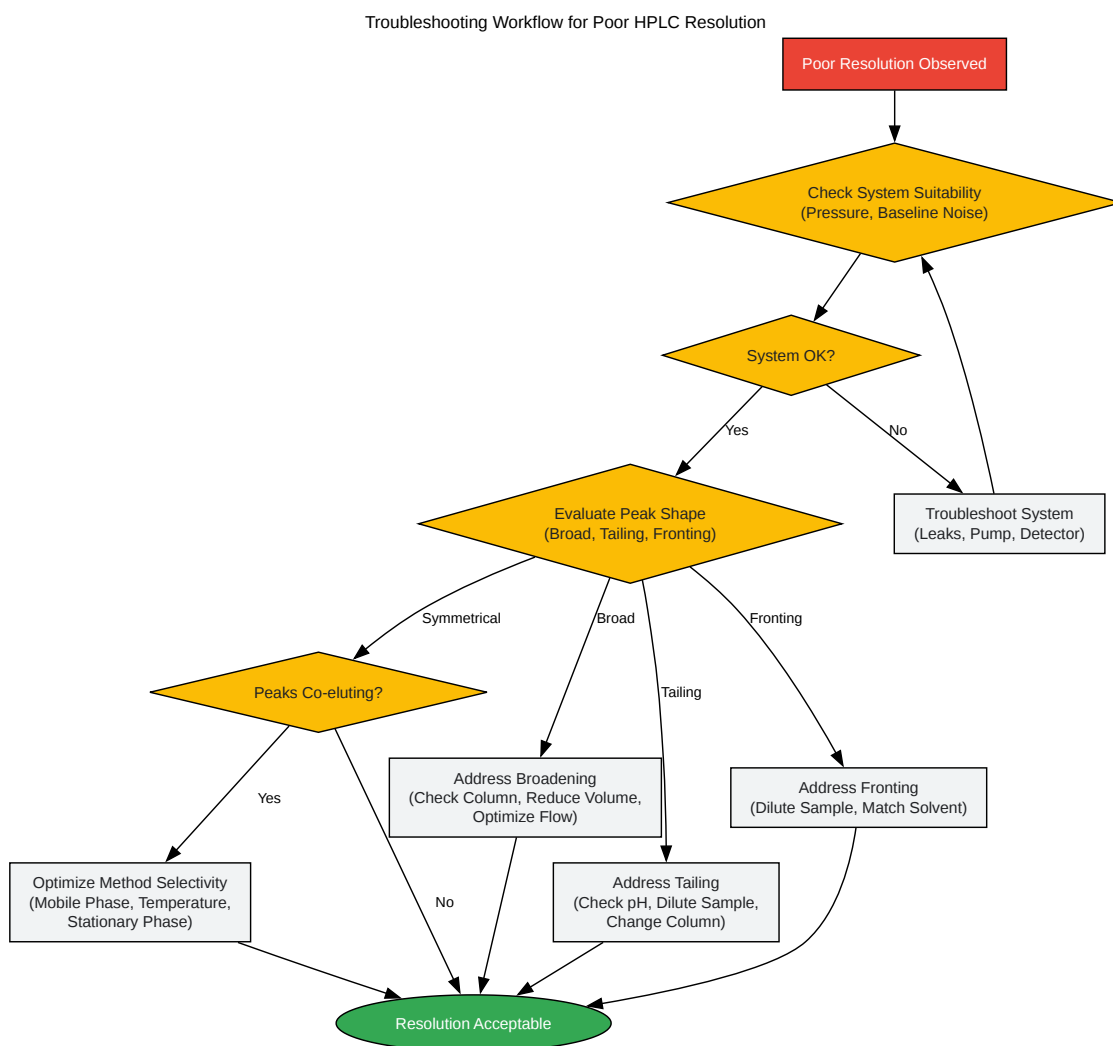 Troubleshooting Workflow for Poor HPLC Resolution
Poor Resolution Observed
Check System Suitability
(Pressure, Baseline Noise)
System OK?
Yes
No
Evaluate Peak Shape
(Broad, Tailing, Fronting)
Troubleshoot System
(Leaks, Pump, Detector)
Symmetrical
Broad
Tailing
Fronting
Peaks Co-eluting?
Address Broadening
(Check Column, Reduce Volume,
Optimize Flow)
Address Fronting
(Dilute Sample, Match Solvent)
Yes
No
Optimize Method Selectivity
(Mobile Phase, Temperature,
Stationary Phase)
Address Tailing
(Check pH, Dilute Sample,
Change Column)
Resolution Acceptable